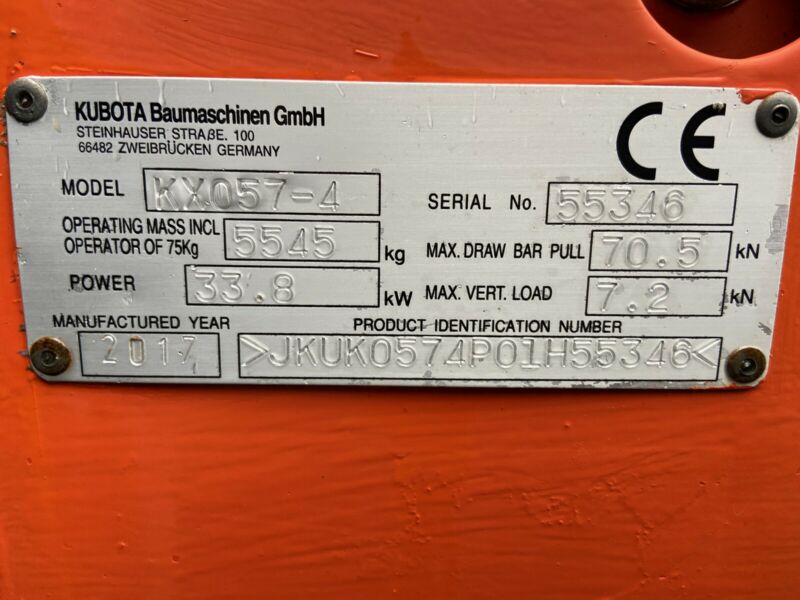 KUBOTA Baumaschinen GmbH
STEINHAUSER STRAßE. 100
66482 ZWEIBRÜCKEN GERMANY
CE
MODEL KX057-4
SERIAL No. 55346
OPERATING MASS INCL
OPERATOR OF 75Kg 5545 kg
MAX. DRAW BAR PULL 70.5 kN
POWER 33.8 kW
MAX. VERT. LOAD 7.2 kN
MANUFACTURED YEAR
2017
PRODUCT IDENTIFICATION NUMBER
>JKUK0574P01H55346<